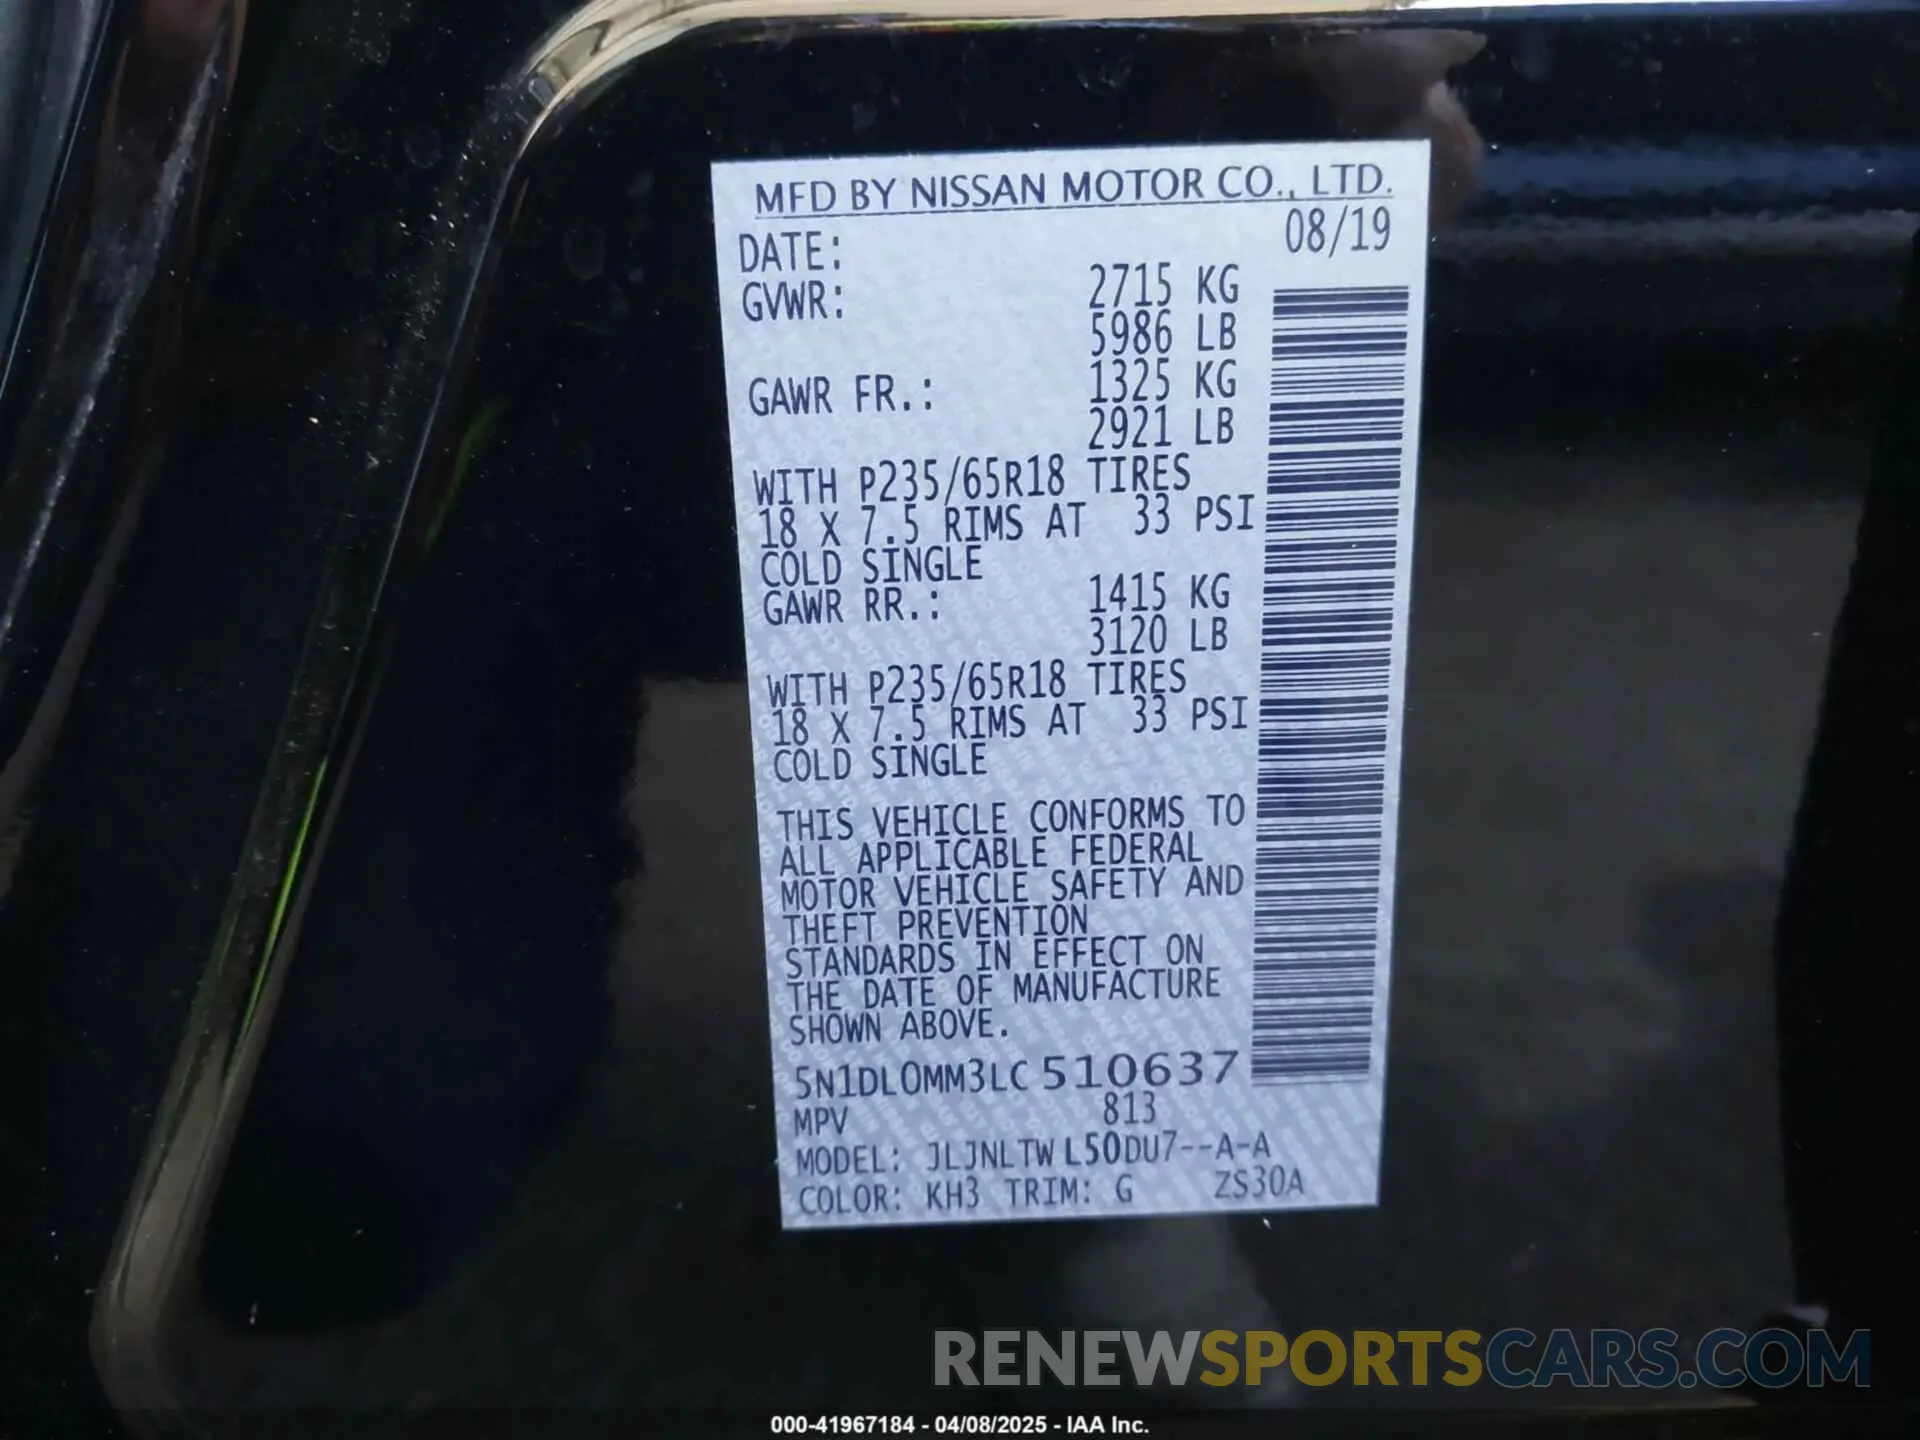 MFD BY NISSAN MOTOR CO., LTD.
DATE: 08/19
GVWR: 2715 KG
5986 LB
GAWR FR.: 1325 KG
2921 LB
WITH P235/65R18 TIRES
18 X 7.5 RIMS AT 33 PSI
COLD SINGLE
GAWR RR.: 1415 KG
3120 LB
WITH P235/65R18 TIRES
18 X 7.5 RIMS AT 33 PSI
COLD SINGLE
THIS VEHICLE CONFORMS TO
ALL APPLICABLE FEDERAL
MOTOR VEHICLE SAFETY AND
THEFT PREVENTION
STANDARDS IN EFFECT ON
THE DATE OF MANUFACTURE
SHOWN ABOVE.
5N1DL0MM3LC510637
MPV 813
MODEL: JLJNLTWL50DU7--A-A
COLOR: KH3 TRIM: G ZS30A
RENEWSPORTSCARS.COM
000-41967184 - 04/08/2025 - IAA Inc.